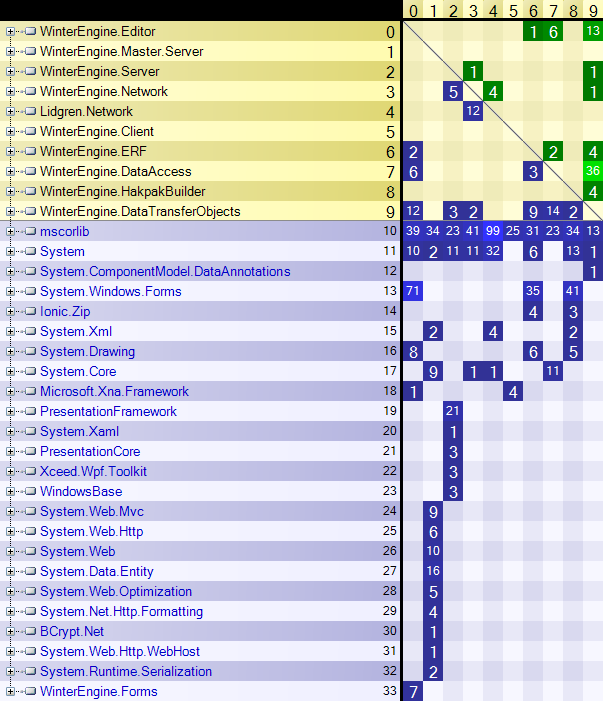 0 1 2 3 4 5 6 7 8 9
WinterEngine.Editor 0 1 6 13
WinterEngine.Master.Server 1
WinterEngine.Server 2 1 1
WinterEngine.Network 3 5 4 1
Lidgren.Network 4 12
WinterEngine.Client 5
WinterEngine.ERF 6 2 2 4
WinterEngine.DataAccess 7 6 3 36
WinterEngine.HakpakBuilder 8 4
WinterEngine.DataTransferObjects 9 12 3 2 9 14 2
mscorlib 10 39 34 23 41 99 25 31 23 34 13
System 11 10 2 11 11 32 6 13 1
System.ComponentModel.DataAnnotations 12 1
System.Windows.Forms 13 71 35 41
Ionic.Zip 14 4 3
System.Xml 15 2 4 2
System.Drawing 16 8 6 5
System.Core 17 9 1 1 11
Microsoft.Xna.Framework 18 1 4
PresentationFramework 19 21
System.Xaml 20 1
PresentationCore 21 3
Xceed.Wpf.Toolkit 22 3
WindowsBase 23 3
System.Web.Mvc 24 9
System.Web.Http 25 6
System.Web 26 10
System.Data.Entity 27 16
System.Web.Optimization 28 5
System.Net.Http.Formatting 29 4
BCrypt.Net 30 1
System.Web.Http.WebHost 31 1
System.Runtime.Serialization 32 2
WinterEngine.Forms 33 7